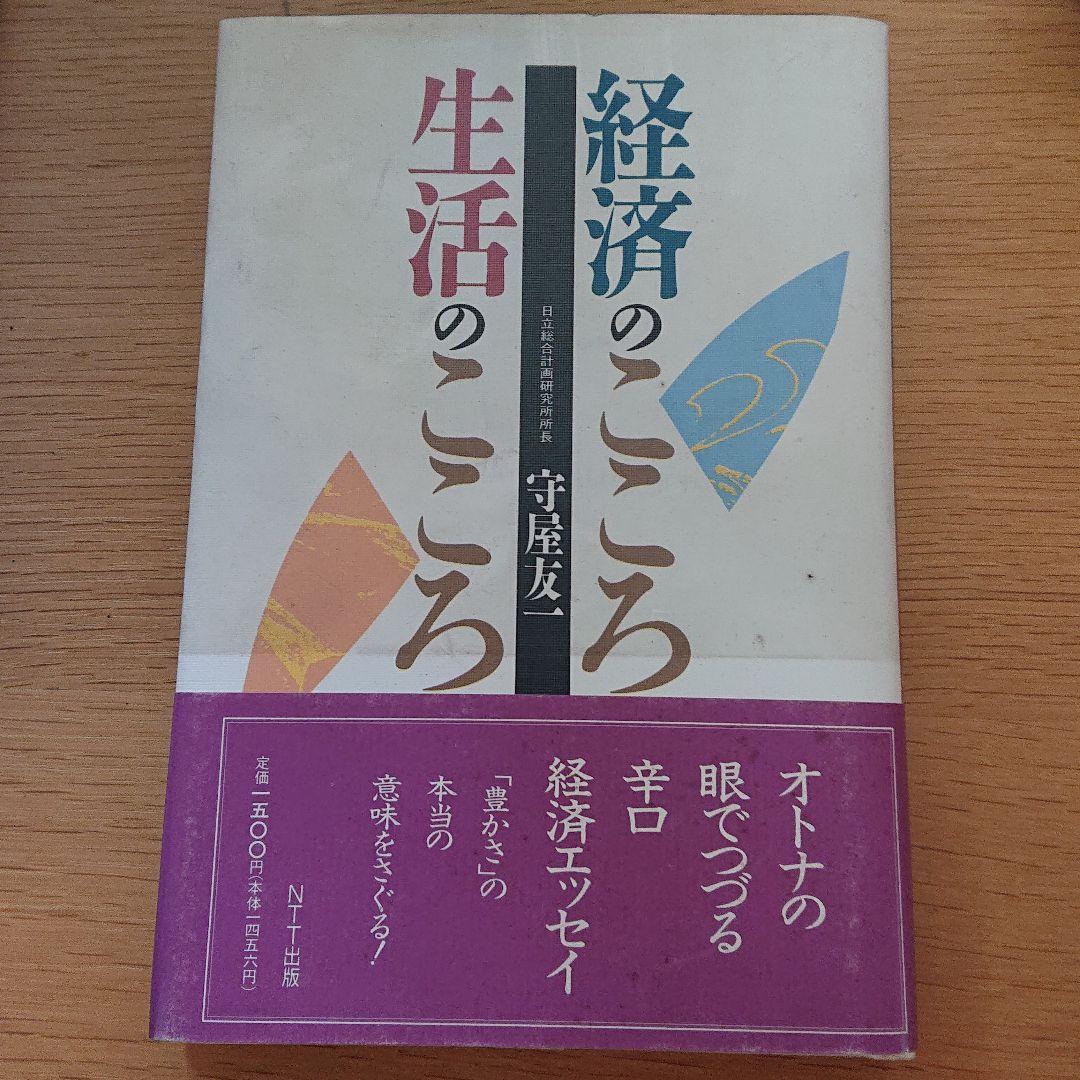 経済のこころ
日立総合計画研究所所長
守屋友一
生活のこころ
オトナの
眼でつづる
辛口
経済エッセイ
「豊かさ」の
本当の
意味をさぐる!
NTT出版
定価一五〇〇円(本体一四五六円)